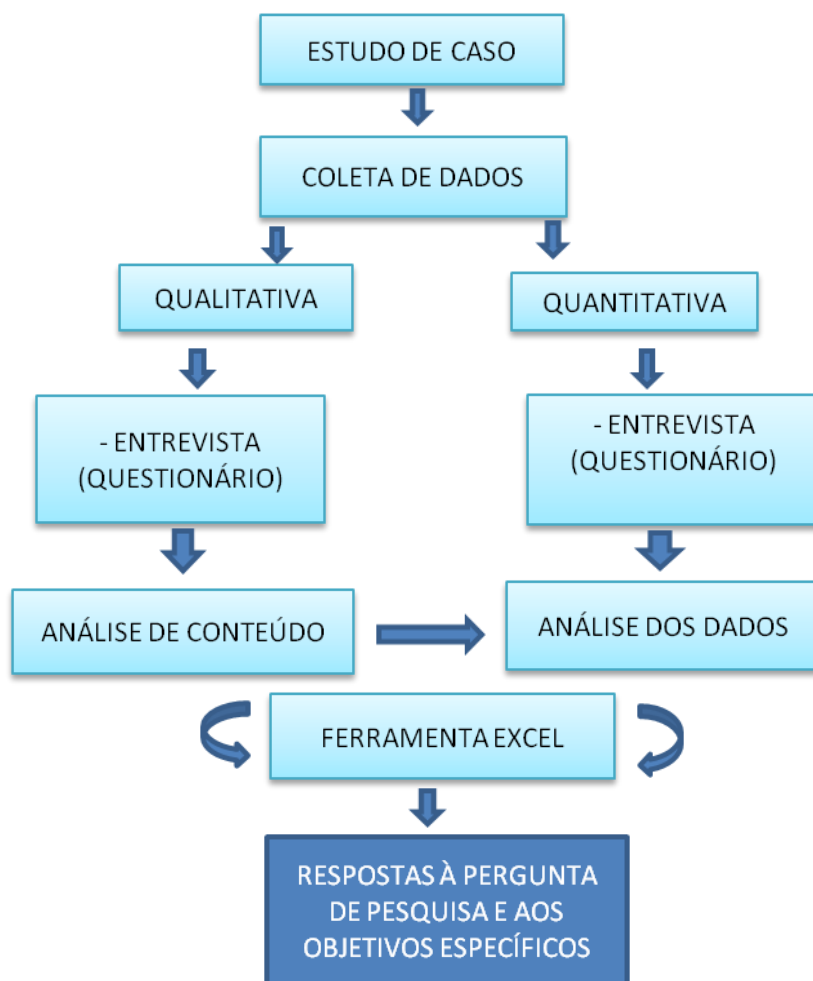 ESTUDO DE CASO
COLETA DE DADOS
QUALITATIVA
QUANTITATIVA
- ENTREVISTA
(QUESTIONÁRIO)
- ENTREVISTA
(QUESTIONÁRIO)
ANÁLISE DE CONTEÚDO
ANÁLISE DOS DADOS
FERRAMENTA EXCEL
RESPOSTAS À PERGUNTA
DE PESQUISA E AOS
OBJETIVOS ESPECÍFICOS